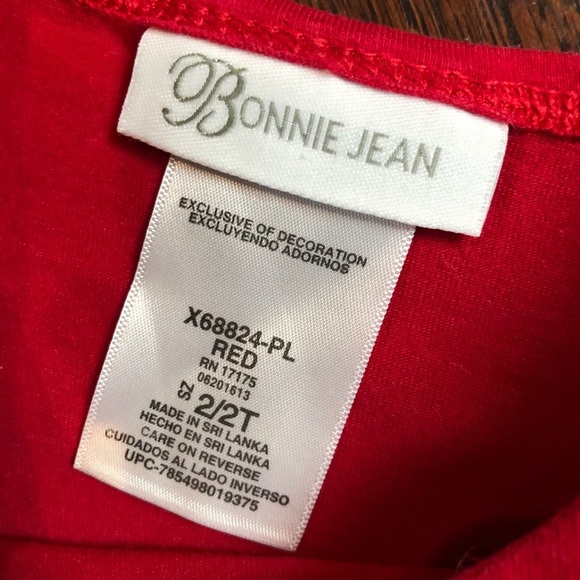 BONNIE JEAN
EXCLUSIVE OF DECORATION
EXCLUYENDO ADORNOS
X68824-PL
RED
RN 17175
06201613
SZ 2/2T
MADE IN SRI LANKA
HECHO EN SRI LANKA
CARE ON REVERSE
CUIDADOS AL LADO INVERSO
UPC-785498019375